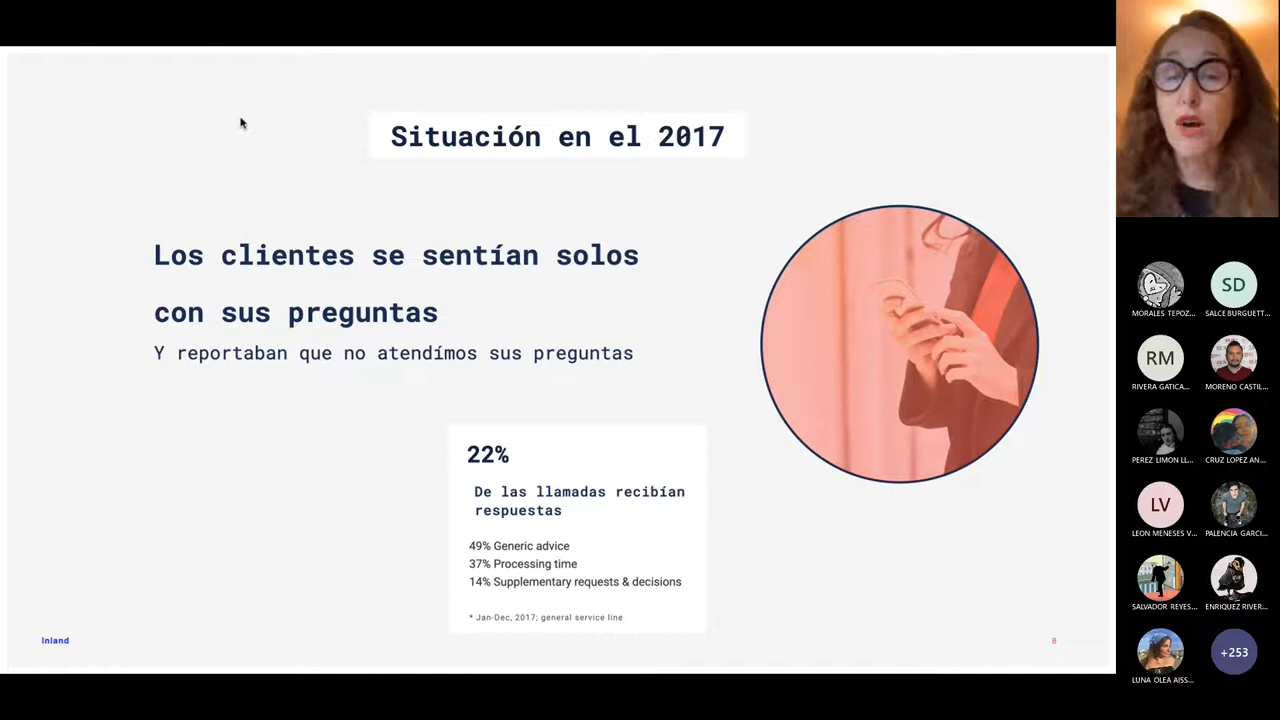 Situación en el 2017
Los clientes se sentían solos
con sus preguntas
Y reportaban que no atendímos sus preguntas
22%
De las llamadas recibían
respuestas
49% Generic advice
37% Processing time
14% Supplementary requests & decisions
* Jan-Dec, 2017; general service line
Inland
8
MORALES TEPOZ...
SD
SALCE BURGUETT...
RM
RIVERA GATICA...
MORENO CASTIL...
PEREZ LIMON LL...
CRUZ LOPEZ AN...
LV
LEON MENESES V...
PALENCIA GARCI...
SALVADOR REYES...
ENRIQUEZ RIVER...
LUNA OLEA AISS...
+253